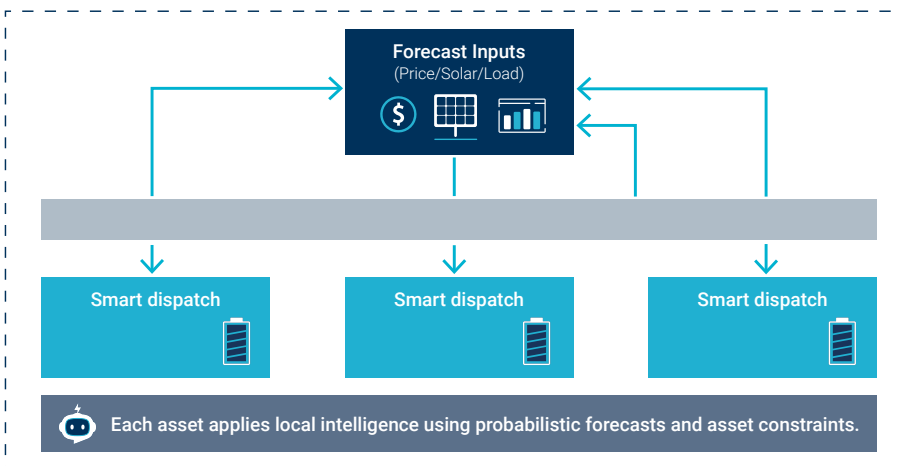 Forecast Inputs
(Price/Solar/Load)
$
Smart dispatch
Smart dispatch
Smart dispatch
Each asset applies local intelligence using probabilistic forecasts and asset constraints.